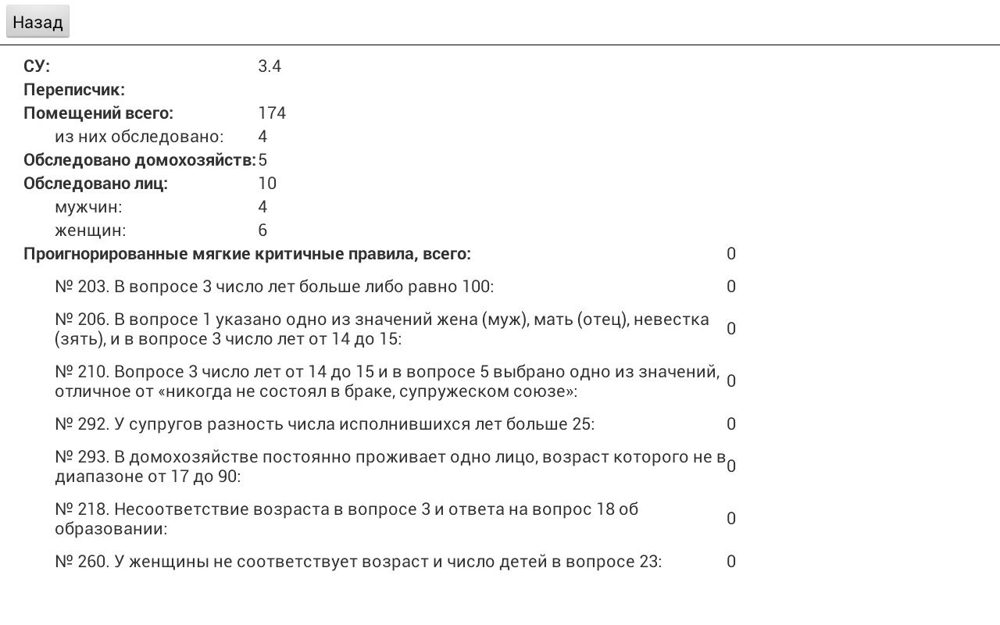 Назад
СУ: 3.4
Переписчик:
Помещений всего: 174
из них обследовано: 4
Обследовано домохозяйств: 5
Обследовано лиц: 10
мужчин: 4
женщин: 6
Проигнорированные мягкие критичные правила, всего: 0
№ 203. В вопросе 3 число лет больше либо равно 100: 0
№ 206. В вопросе 1 указано одно из значений жена (муж), мать (отец), невестка
(зять), и в вопросе 3 число лет от 14 до 15: 0
№ 210. Вопросе 3 число лет от 14 до 15 и в вопросе 5 выбрано одно из значений,
отличное от «никогда не состоял в браке, супружеском союзе»: 0
№ 292. У супругов разность числа исполнившихся лет больше 25: 0
№ 293. В домохозяйстве постоянно проживает одно лицо, возраст которого не в
диапазоне от 17 до 90: 0
№ 218. Несоответствие возраста в вопросе 3 и ответа на вопрос 18 об
образовании: 0
№ 260. У женщины не соответствует возраст и число детей в вопросе 23: 0